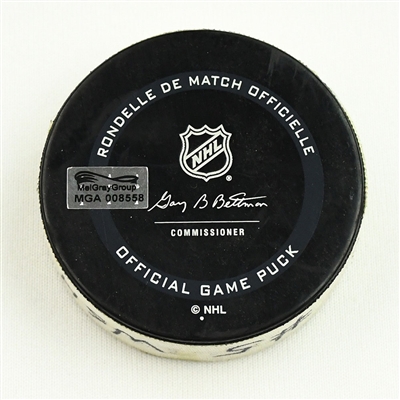 RONDELLE DE MATCH OFFICIELLE
NHL
MeiGrayGroup
MGA 008558
Gary B Bettman
COMMISSIONER
OFFICIAL GAME PUCK
© NHL